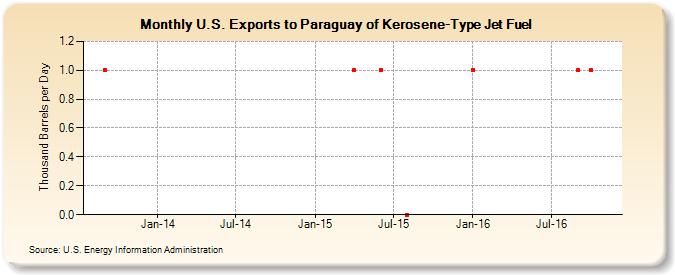 Monthly U.S. Exports to Paraguay of Kerosene-Type Jet Fuel
Thousand Barrels per Day
1.2
1.0
0.8
0.6
0.4
0.2
0.0
Jan-14 Jul-14 Jan-15 Jul-15 Jan-16 Jul-16
Source: U.S. Energy Information Administration